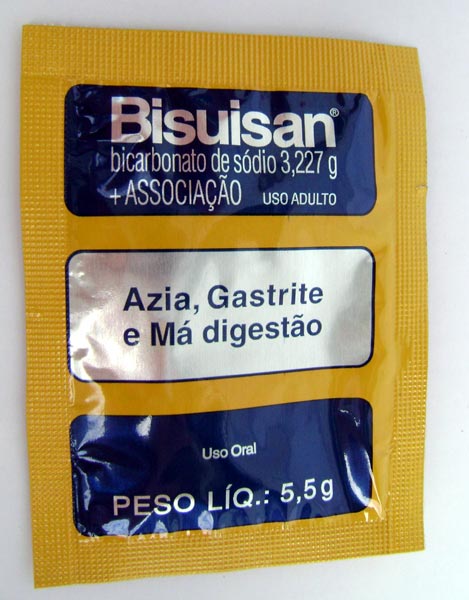 Bisuisan®
bicarbonato de sódio 3,227 g
+ ASSOCIAÇÃO USO ADULTO
Azia, Gastrite
e Má digestão
Uso Oral
PESO LÍQ.: 5,5 g